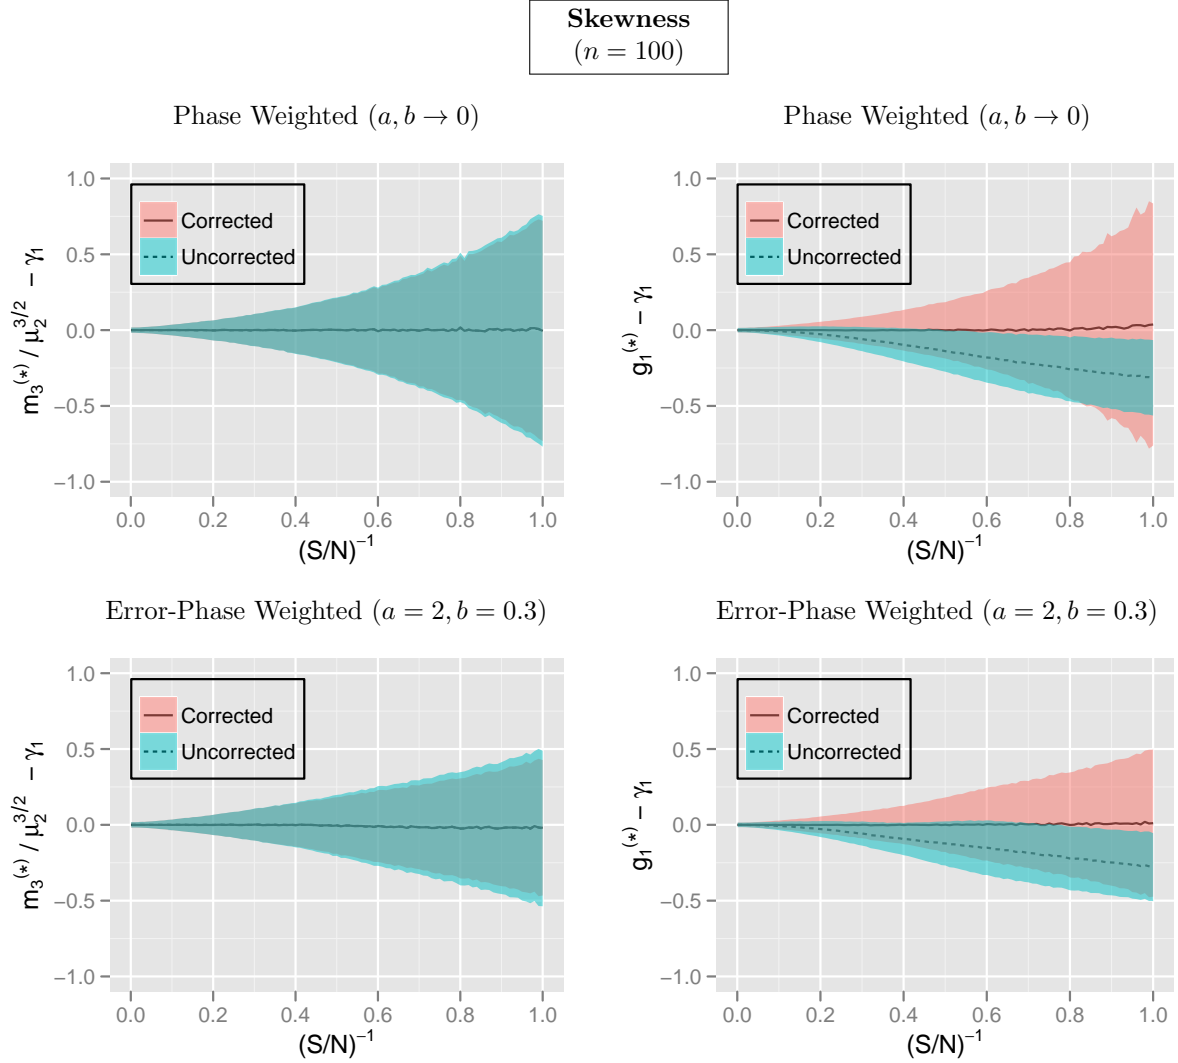 Skewness
(n = 100)
Phase Weighted (a, b → 0)
1.0
0.5
0.0
−0.5
−1.0
m₃⁽*⁾ / μ₂^3/2 − γ₁
Corrected
Uncorrected
0.0 0.2 0.4 0.6 0.8 1.0
(S/N)⁻¹
Phase Weighted (a, b → 0)
1.0
0.5
0.0
−0.5
−1.0
g₁⁽*⁾ − γ₁
Corrected
Uncorrected
0.0 0.2 0.4 0.6 0.8 1.0
(S/N)⁻¹
Error-Phase Weighted (a = 2, b = 0.3)
1.0
0.5
0.0
−0.5
−1.0
m₃⁽*⁾ / μ₂^3/2 − γ₁
Corrected
Uncorrected
0.0 0.2 0.4 0.6 0.8 1.0
(S/N)⁻¹
Error-Phase Weighted (a = 2, b = 0.3)
1.0
0.5
0.0
−0.5
−1.0
g₁⁽*⁾ − γ₁
Corrected
Uncorrected
0.0 0.2 0.4 0.6 0.8 1.0
(S/N)⁻¹